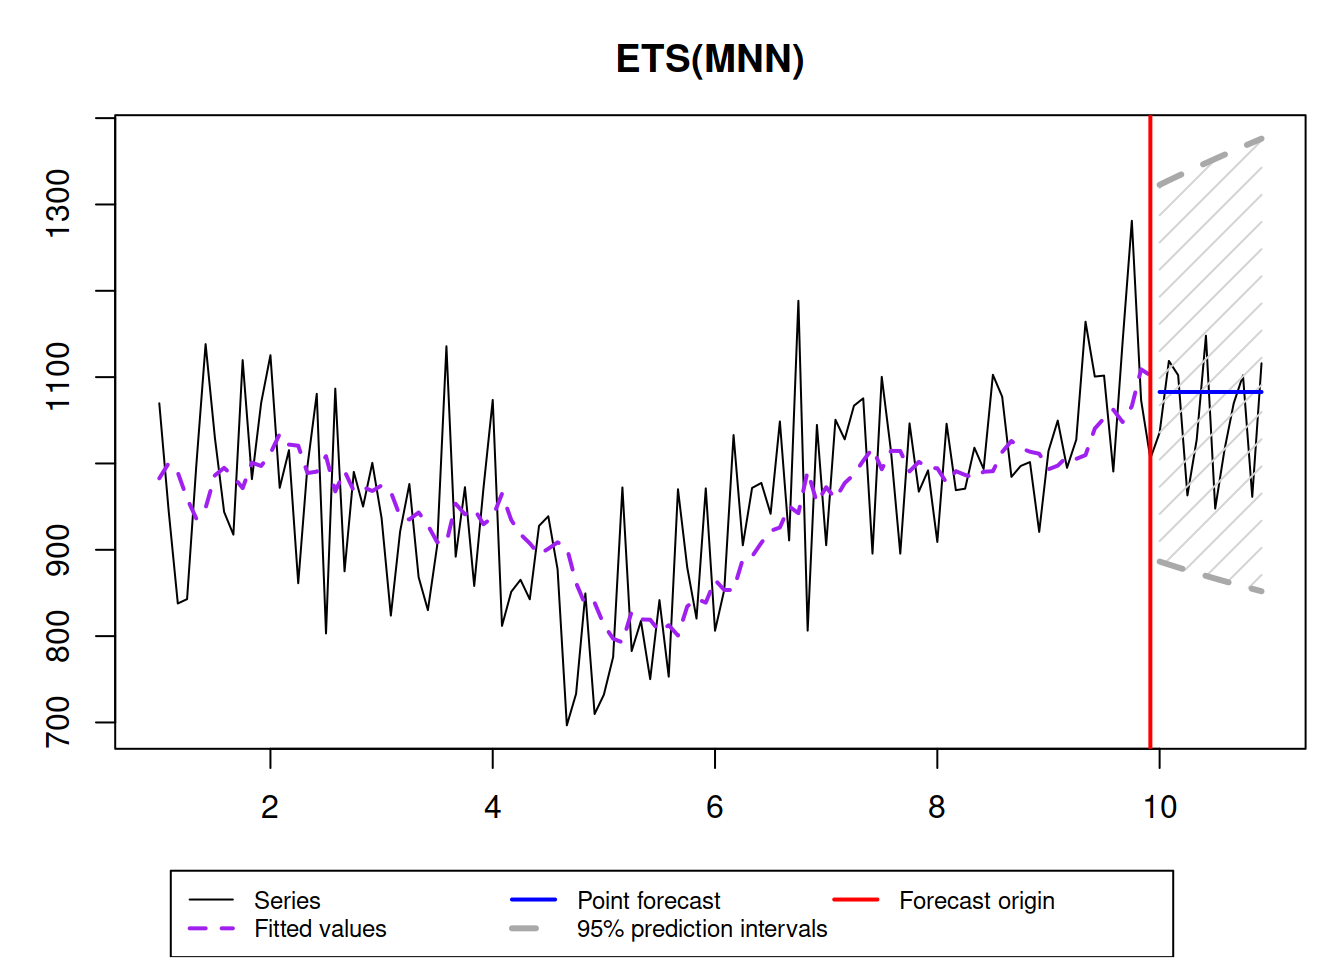 ETS(MNN)
1300
1100
900
800
700
2 4 6 8 10
Series Point forecast Forecast origin
Fitted values 95% prediction intervals